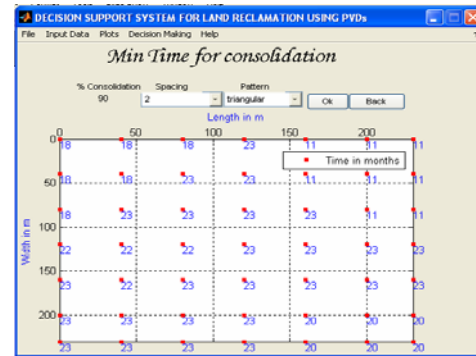 DECISION SUPPORT SYSTEM FOR LAND RECLAMATION USING PVDs
File Input Data Plots Decision Making Help
Min Time for consolidation
% Consolidation Spacing Pattern
90 2 triangular Ok Back
Length in m
0 50 100 150 200
0 18 18 18 23 11 11 11
Time in months
50 18 18 23 23 11 11 11
18 23 23 23 23 11 11
100
Width in m
22 22 22 23 23 23 23
150
23 22 23 23 23 23 23
200 23 23 23 23 20 20 20
23 23 23 23 20 20 20